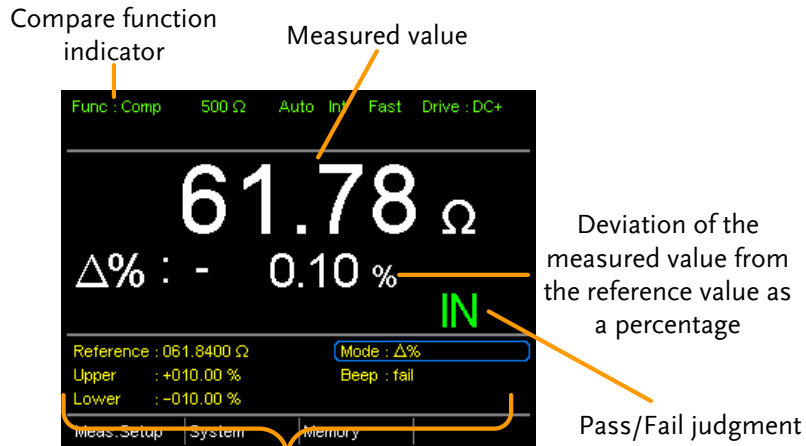 Compare function
indicator
Measured value
Func : Comp 500 Ω Auto Int Fast Drive : DC+
61.78 Ω
Δ% : - 0.10 %
IN
Deviation of the
measured value from
the reference value as
a percentage
Reference : 061.8400 Ω Mode : Δ%
Upper : +010.00 % Beep : fail
Lower : -010.00 %
Meas.Setup System Memory
Pass/Fail judgment